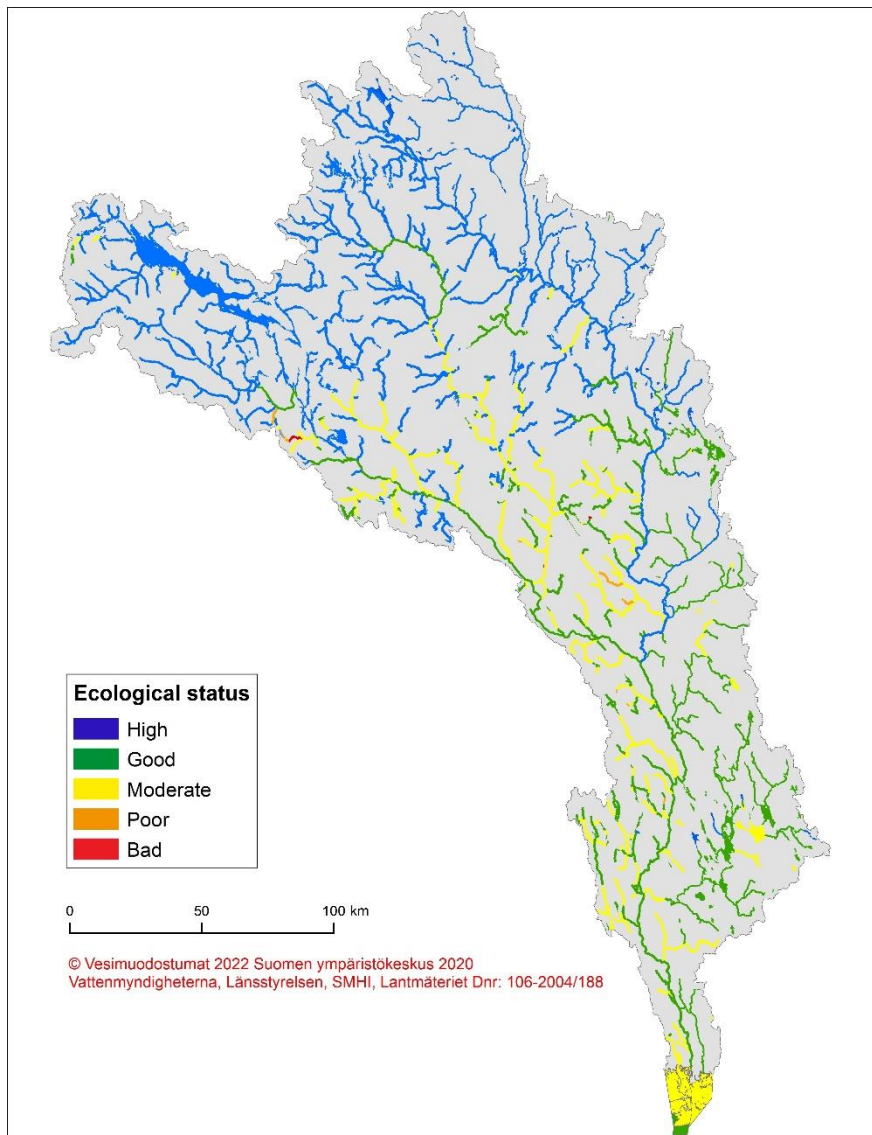 Ecological status
High
Good
Moderate
Poor
Bad
0 50 100 km
© Vesimuodostumat 2022 Suomen ympäristökeskus 2020
Vattenmyndigheterna, Länsstyrelsen, SMHI, Lantmäteriet Dnr: 106-2004/188